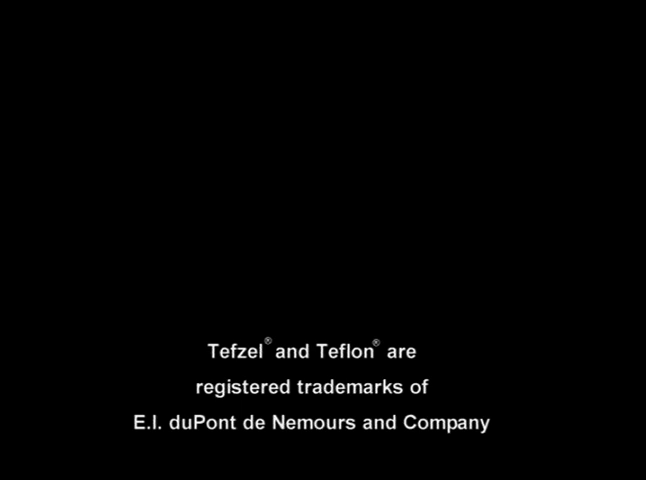 Tefzel® and Teflon® are
registered trademarks of
E.I. duPont de Nemours and Company